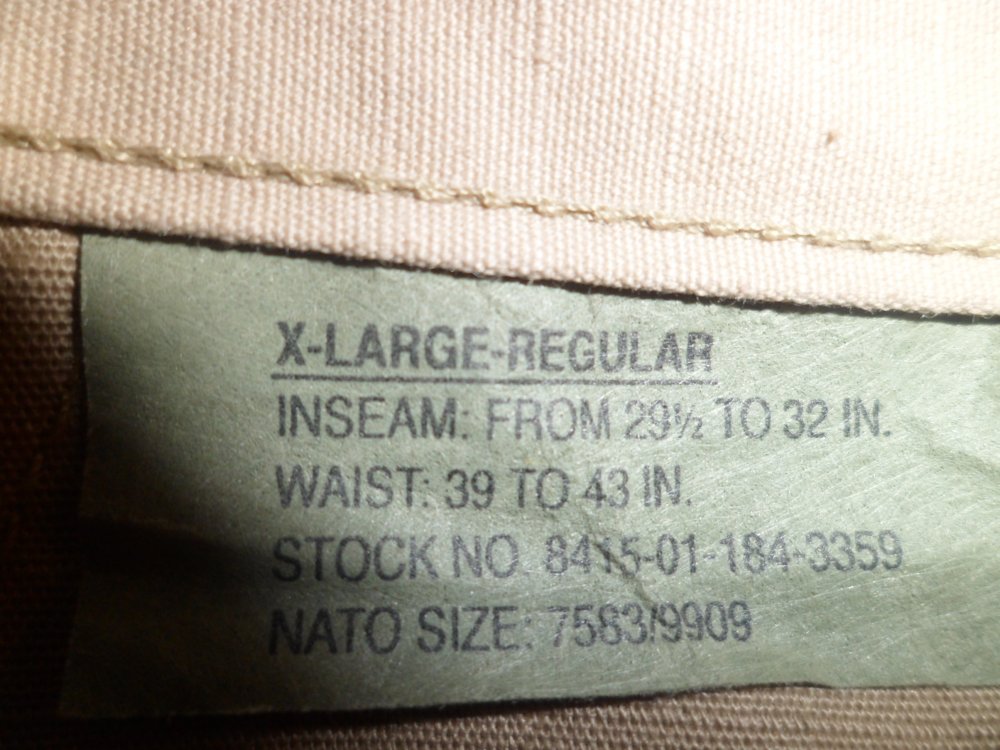 X-LARGE-REGULAR
INSEAM: FROM 29½ TO 32 IN.
WAIST: 39 TO 43 IN.
STOCK NO. 8415-01-184-3359
NATO SIZE: 7583/9909